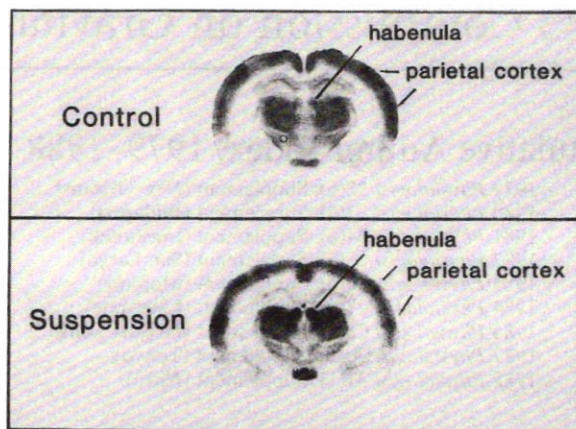 habenula
parietal cortex
Control
habenula
parietal cortex
Suspension